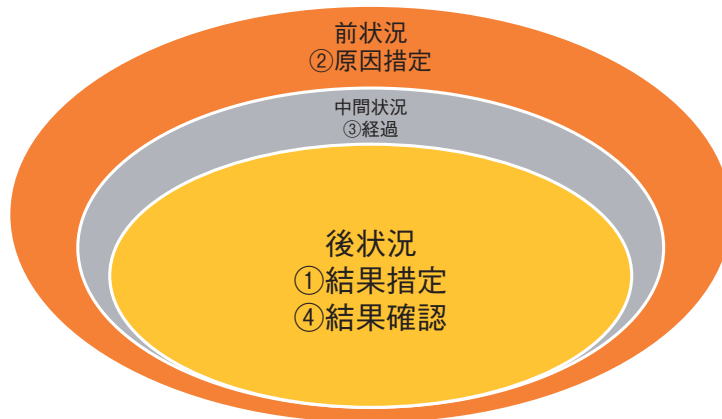 前状況
②原因措定
中間状況
③経過
後状況
①結果措定
④結果確認